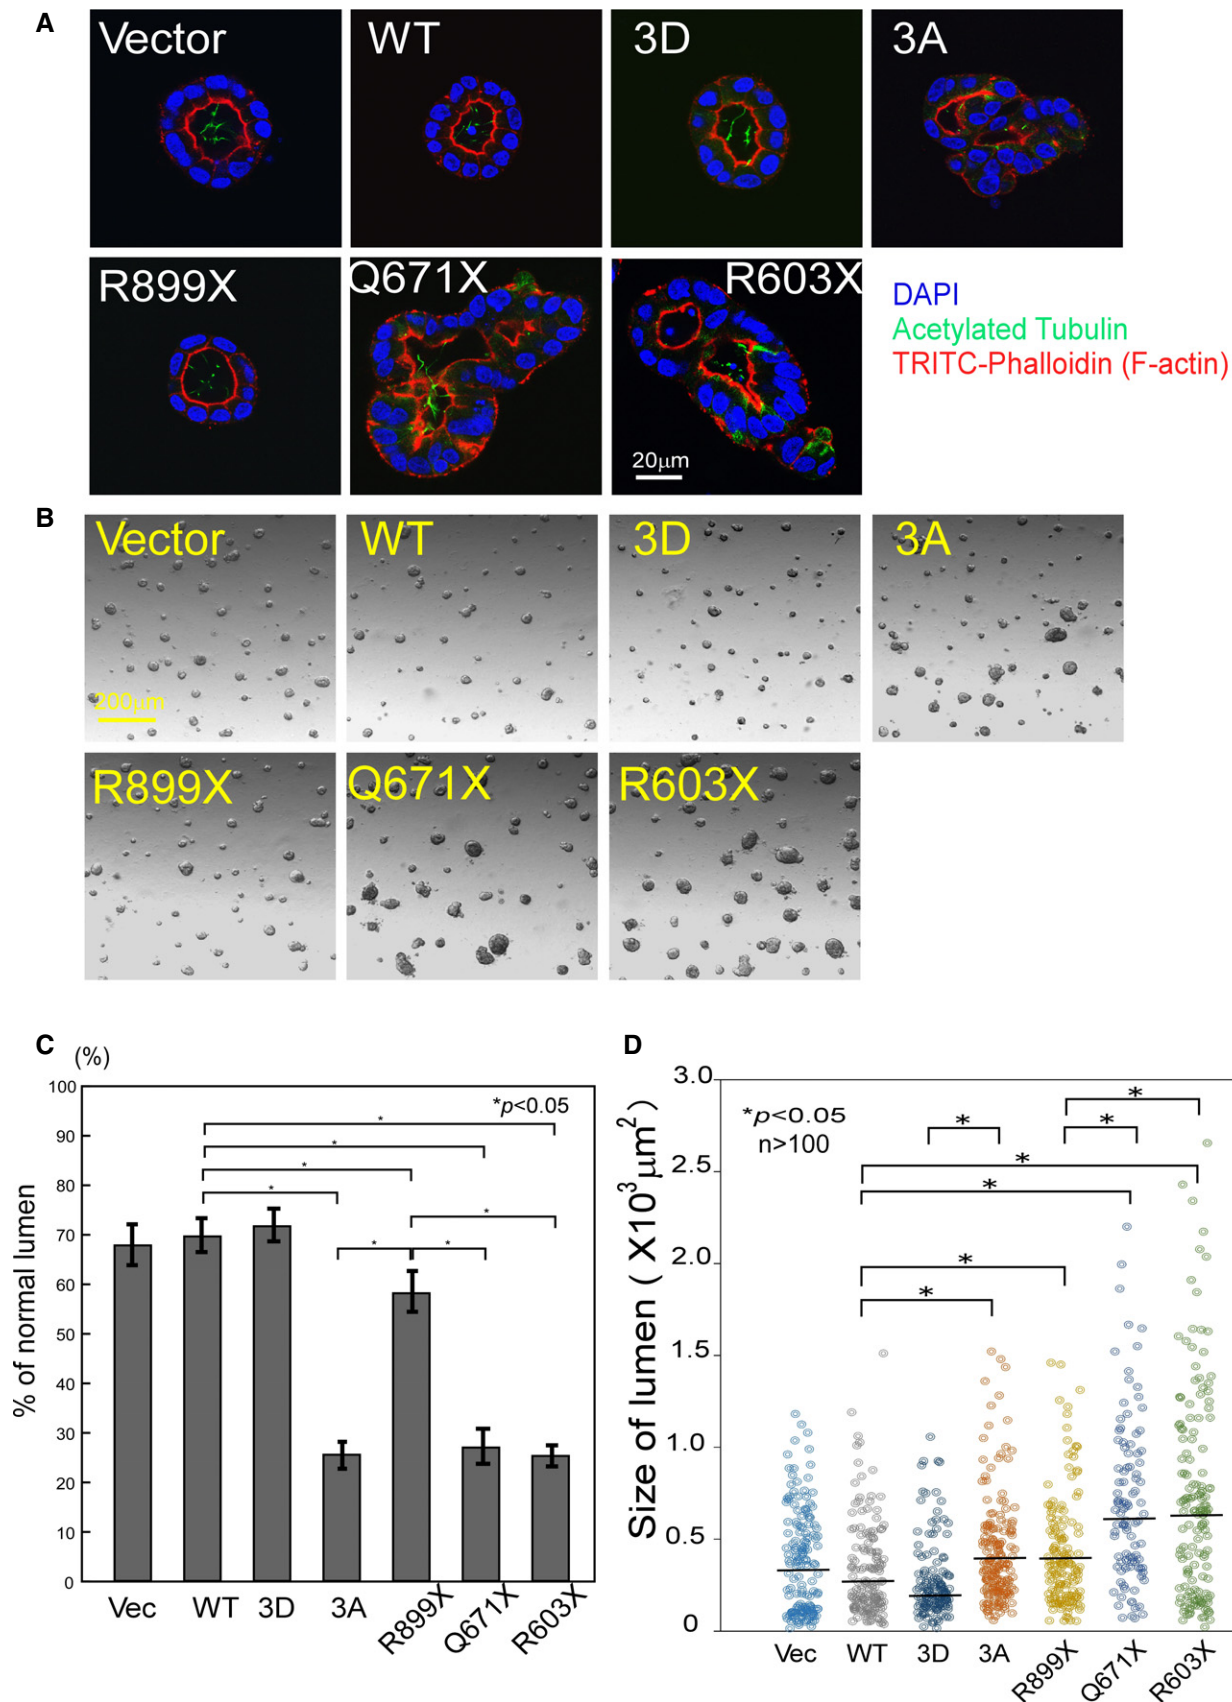 A
Vector
WT
3D
3A
R899X
Q671X
R603X
DAPI
Acetylated Tubulin
TRITC-Phalloidin (F-actin)
20μm
B
Vector
WT
3D
3A
200μm
R899X
Q671X
R603X
C
(%)
100
90
80
70
60
50
40
30
20
10
0
% of normal lumen
*p<0.05
*
*
*
*
*
*
*
Vec
WT
3D
3A
R899X
Q671X
R603X
D
3.0
2.5
2.0
1.5
1.0
0.5
0
Size of lumen ( X10³ μm²)
*p<0.05
n>100
*
*
*
*
*
*
*
Vec
WT
3D
3A
R899X
Q671X
R603X